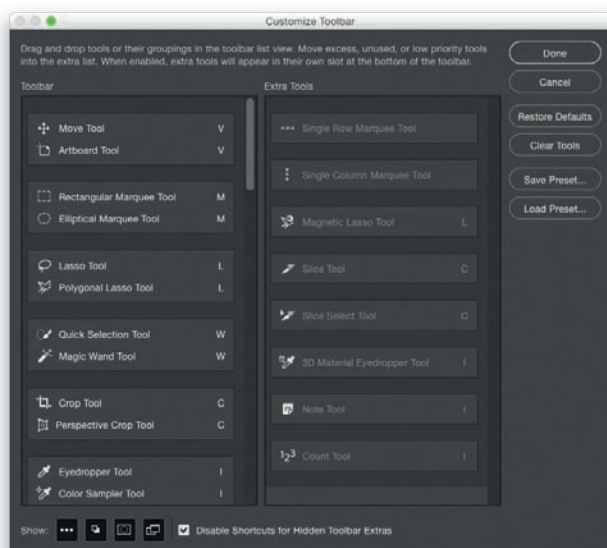 Customize Toolbar
Drag and drop tools or their groupings in the toolbar list view. Move excess, unused, or low priority tools
into the extra list. When enabled, extra tools will appear in their own slot at the bottom of the toolbar.
Toolbar
Move Tool V
Artboard Tool V
Rectangular Marquee Tool M
Elliptical Marquee Tool M
Lasso Tool L
Polygonal Lasso Tool L
Quick Selection Tool W
Magic Wand Tool W
Crop Tool C
Perspective Crop Tool C
Eyedropper Tool I
Color Sampler Tool I
Extra Tools
Single Row Marquee Tool
Single Column Marquee Tool
Magnetic Lasso Tool L
Slice Tool C
Slice Select Tool C
3D Material Eyedropper Tool I
Note Tool I
Count Tool I
Done
Cancel
Restore Defaults
Clear Tools
Save Preset...
Load Preset...
Show: Disable Shortcuts for Hidden Toolbar Extras